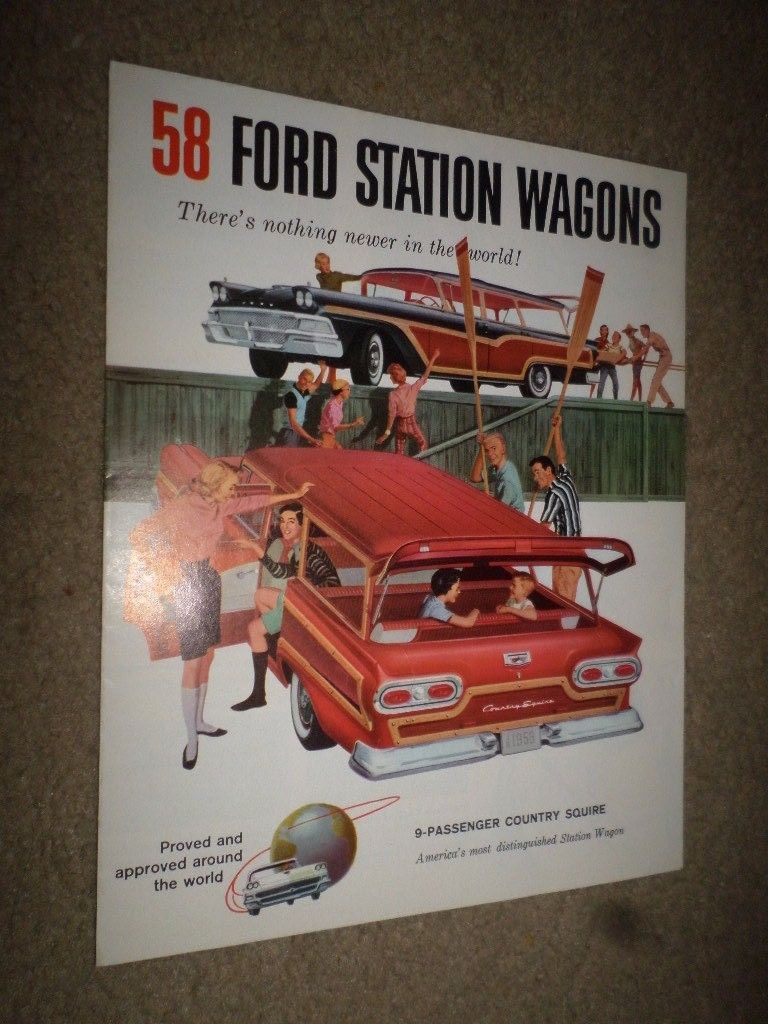 58 FORD STATION WAGONS
There's nothing newer in the world!
Country Squire
1958
9-PASSENGER COUNTRY SQUIRE
America's most distinguished Station Wagon
Proved and
approved around
the world